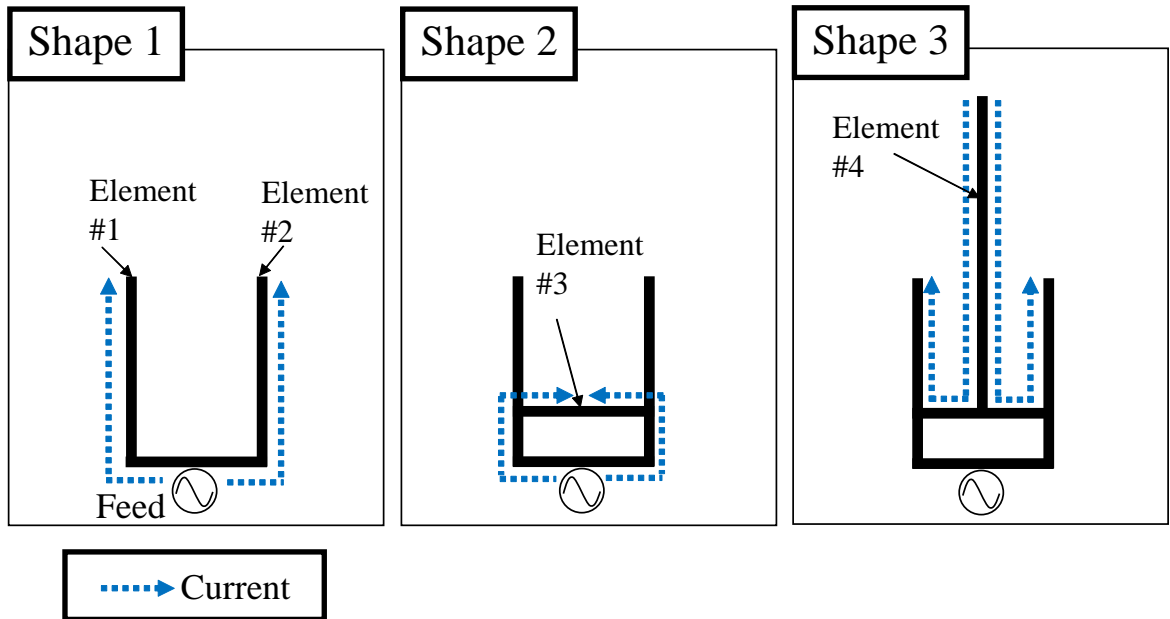 Shape 1
Element
#1
Element
#2
Feed
Shape 2
Element
#3
Shape 3
Element
#4
Current